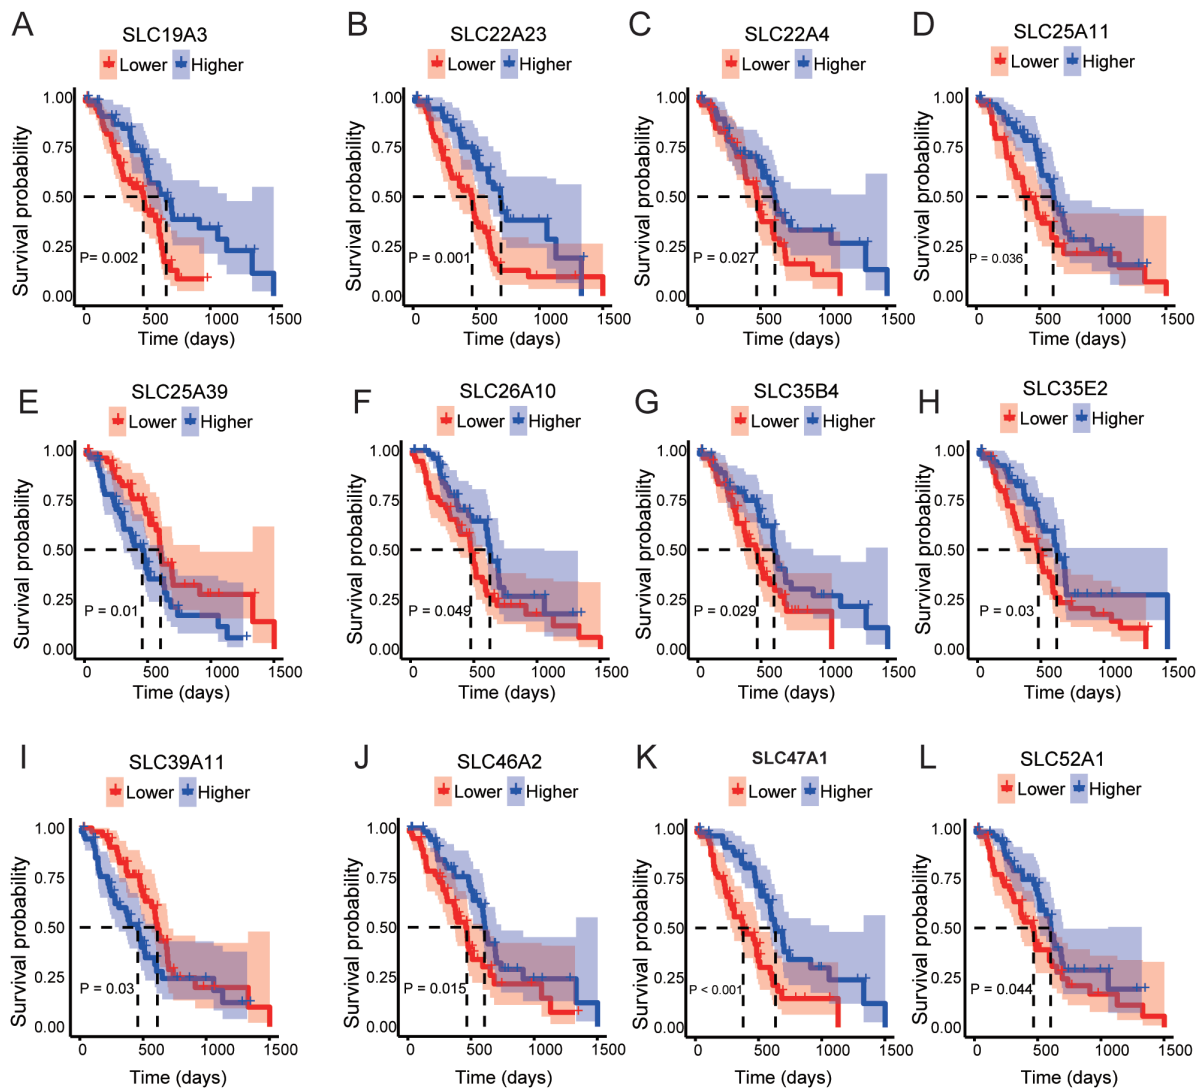 A
SLC19A3
Lower Higher
Survival probability
1.00
0.75
0.50
0.25
0.00
P= 0.002
0 500 1000 1500
Time (days)
B
SLC22A23
Lower Higher
Survival probability
1.00
0.75
0.50
0.25
0.00
P= 0.001
0 500 1000 1500
Time (days)
C
SLC22A4
Lower Higher
Survival probability
1.00
0.75
0.50
0.25
0.00
P= 0.027
0 500 1000 1500
Time (days)
D
SLC25A11
Lower Higher
Survival probability
1.00
0.75
0.50
0.25
0.00
P= 0.036
0 500 1000 1500
Time (days)
E
SLC25A39
Lower Higher
Survival probability
1.00
0.75
0.50
0.25
0.00
P = 0.01
0 500 1000 1500
Time (days)
F
SLC26A10
Lower Higher
Survival probability
1.00
0.75
0.50
0.25
0.00
P = 0.049
0 500 1000 1500
Time (days)
G
SLC35B4
Lower Higher
Survival probability
1.00
0.75
0.50
0.25
0.00
P = 0.029
0 500 1000 1500
Time (days)
H
SLC35E2
Lower Higher
Survival probability
1.00
0.75
0.50
0.25
0.00
P = 0.03
0 500 1000 1500
Time (days)
I
SLC39A11
Lower Higher
Survival probability
1.00
0.75
0.50
0.25
0.00
P = 0.03
0 500 1000 1500
Time (days)
J
SLC46A2
Lower Higher
Survival probability
1.00
0.75
0.50
0.25
0.00
P = 0.015
0 500 1000 1500
Time (days)
K
SLC47A1
Lower Higher
Survival probability
1.00
0.75
0.50
0.25
0.00
P < 0.001
0 500 1000 1500
Time (days)
L
SLC52A1
Lower Higher
Survival probability
1.00
0.75
0.50
0.25
0.00
P = 0.044
0 500 1000 1500
Time (days)